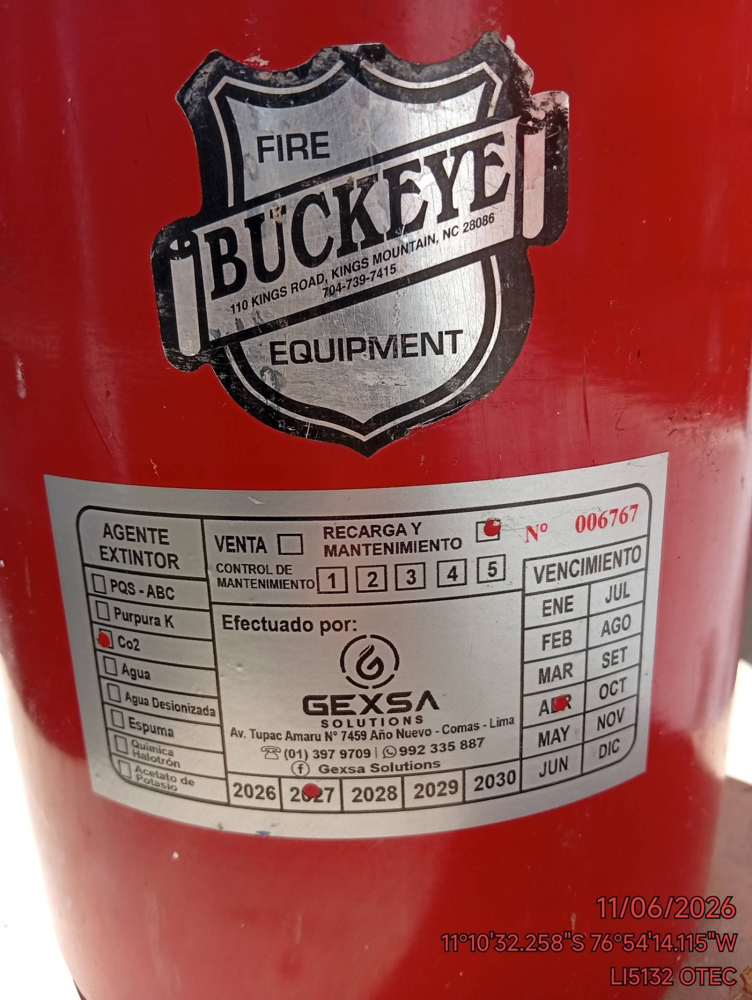 FIRE
BUCKEYE
110 KINGS ROAD, KINGS MOUNTAIN, NC 28086
704-739-7415
EQUIPMENT
AGENTE
EXTINTOR
PQS - ABC
Purpura K
Co2
Agua
Agua Desionizada
Espuma
Quimica
Halotrón
Acetato de
Potasio
VENTA
RECARGA Y
MANTENIMIENTO
Nº 006767
CONTROL DE
MANTENIMIENTO 1 2 3 4 5
Efectuado por:
GEXSA
SOLUTIONS
Av. Tupac Amaru N° 7459 Año Nuevo - Comas - Lima
(01) 397 9709 | 992 335 887
Gexsa Solutions
2026 2027 2028 2029 2030
VENCIMIENTO
ENE JUL
FEB AGO
MAR SET
ABR OCT
MAY NOV
JUN DIC
11/06/2026
11°10'32.258"S 76°54'14.115"W
LI5132 OTEC